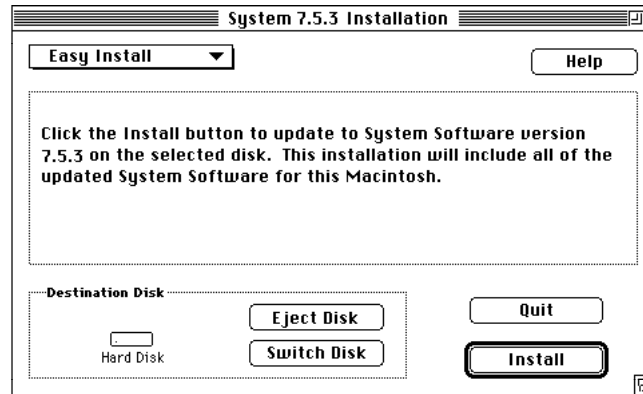 System 7.5.3 Installation
Easy Install
Help
Click the Install button to update to System Software version
7.5.3 on the selected disk.  This installation will include all of the
updated System Software for this Macintosh.
Destination Disk
Eject Disk
Quit
Hard Disk
Switch Disk
Install